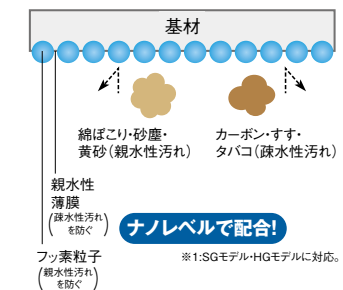 基材
綿ぼこり・砂塵・
黄砂(親水性汚れ)
カーボン・すす・
タバコ(疎水性汚れ)
親水性
薄膜
(疎水性汚れ
を防ぐ)
ナノレベルで配合!
フッ素粒子
(親水性汚れ
を防ぐ)
※1:SGモデル・HGモデルに対応。